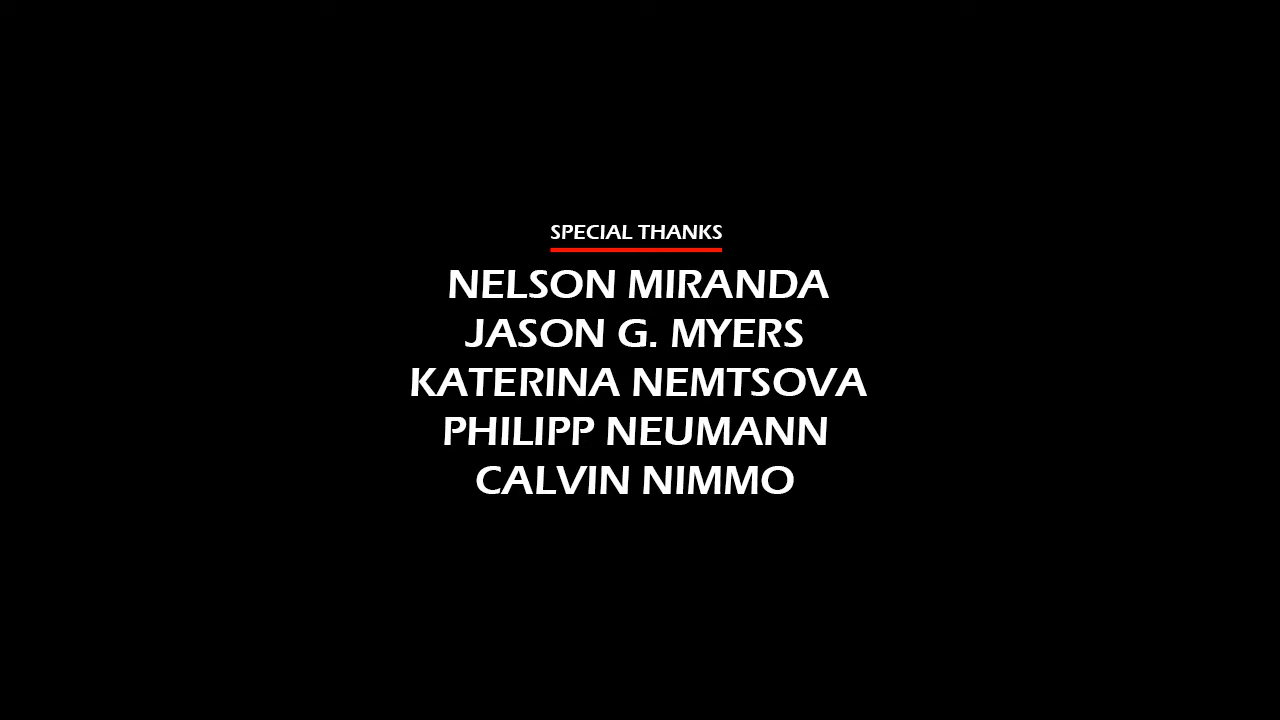 SPECIAL THANKS
NELSON MIRANDA
JASON G. MYERS
KATERINA NEMTSOVA
PHILIPP NEUMANN
CALVIN NIMMO